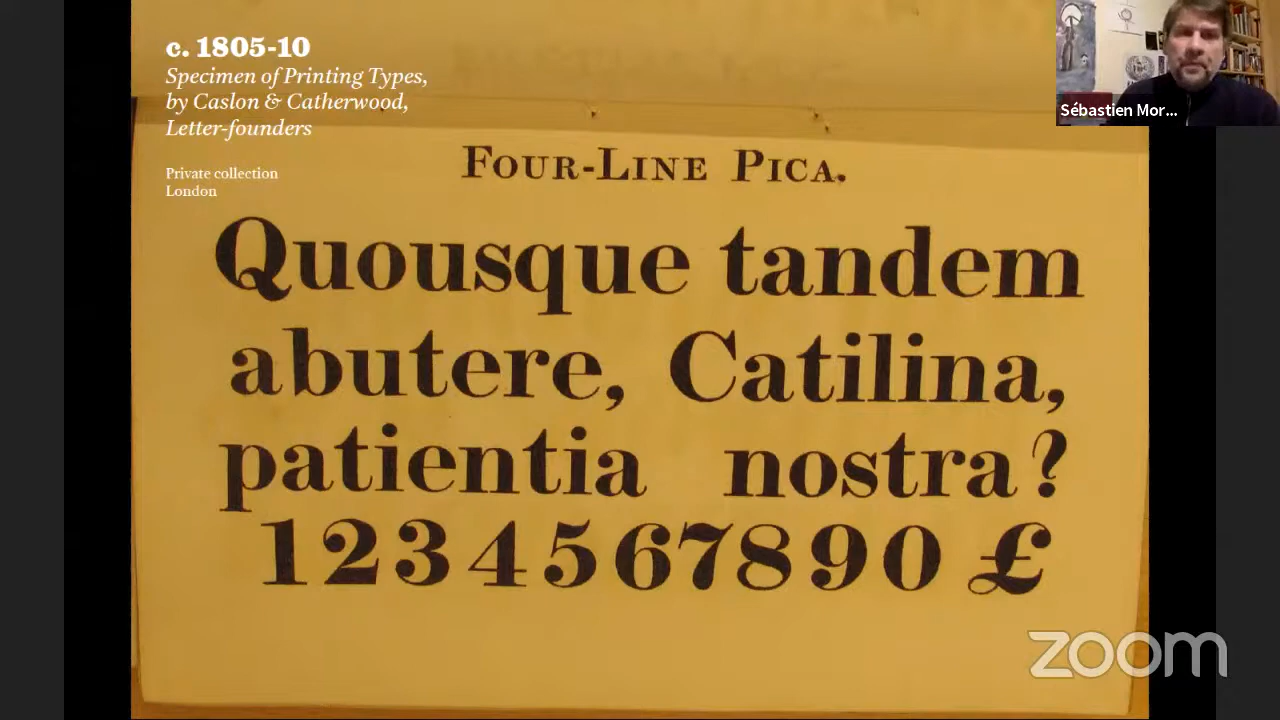 c. 1805-10
Specimen of Printing Types,
by Caslon & Catherwood,
Letter-founders
Private collection
London
Sébastien Mor...
FOUR-LINE PICA.
Quousque tandem
abutere, Catilina,
patientia nostra?
1234567890 £
zoom